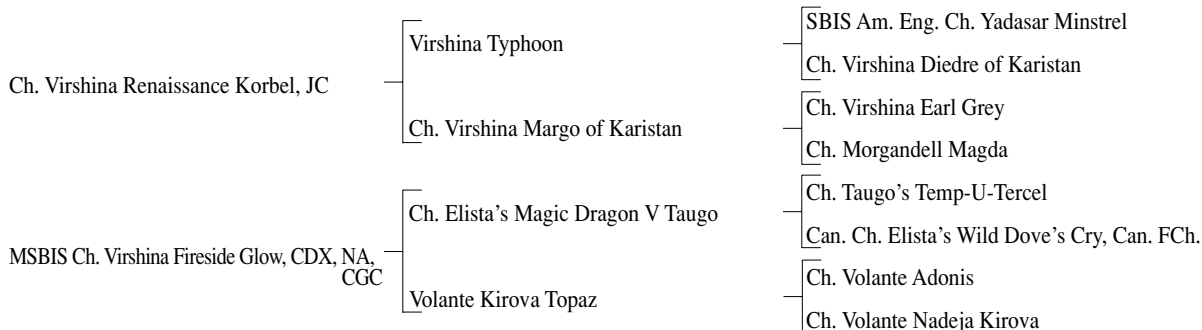 SBIS Am. Eng. Ch. Yadasar Minstrel
Virshina Typhoon
Ch. Virshina Diedre of Karistan
Ch. Virshina Renaissance Korbel, JC
Ch. Virshina Earl Grey
Ch. Virshina Margo of Karistan
Ch. Morgandell Magda
Ch. Taugo's Temp-U-Tercel
Ch. Elista's Magic Dragon V Taugo
Can. Ch. Elista's Wild Dove's Cry, Can. FCh.
MSBIS Ch. Virshina Fireside Glow, CDX, NA,
CGC
Ch. Volante Adonis
Volante Kirova Topaz
Ch. Volante Nadeja Kirova